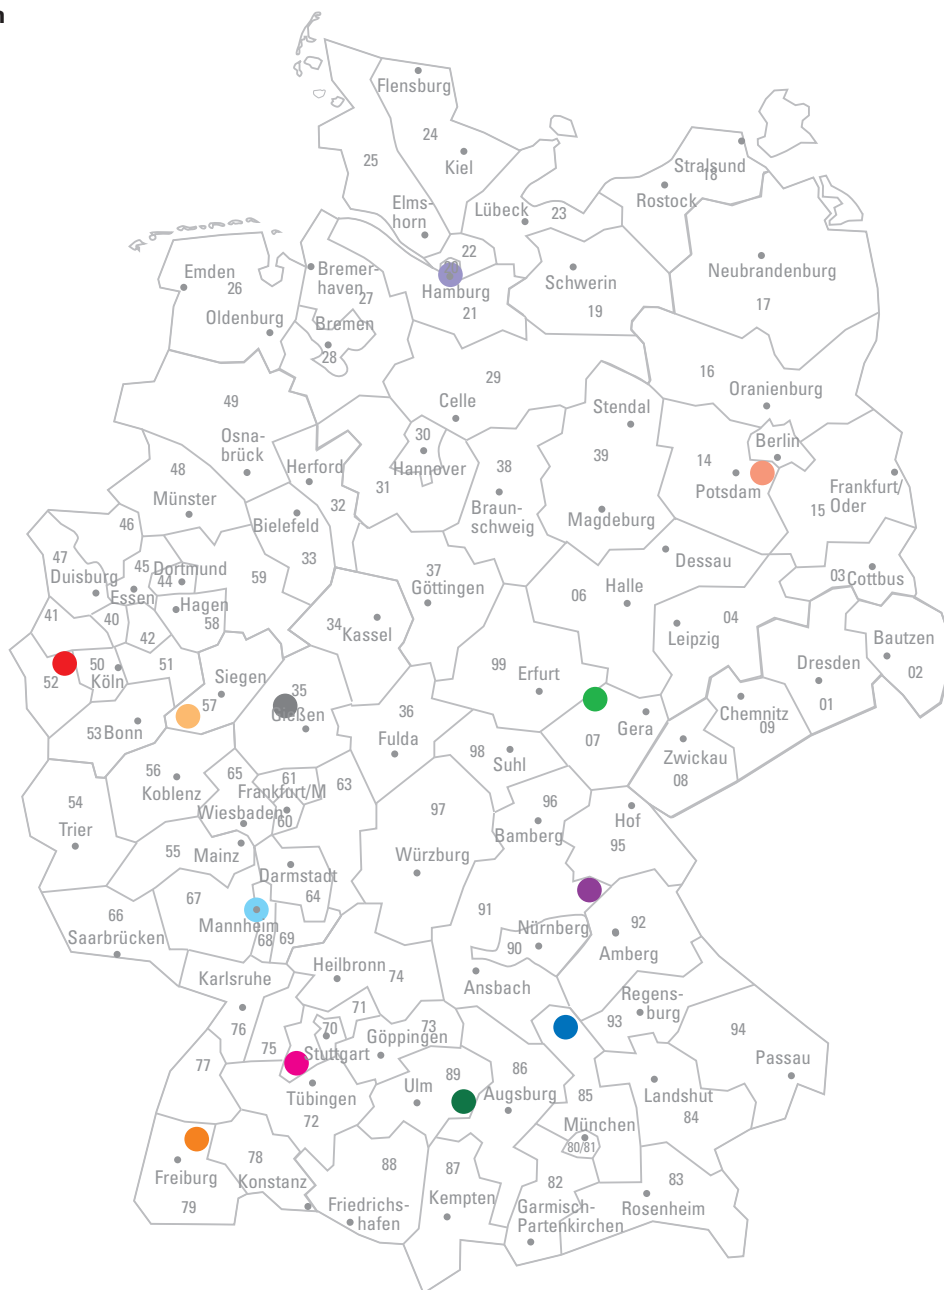 n
Flensburg
24
Kiel
25
Stralsund
18
Rostock
Elms-
horn
Lübeck
23
22
20
Hamburg
21
Schwerin
19
Neubrandenburg
17
Emden
26
Oldenburg
Bremer-
haven
27
Bremen
28
16
Oranienburg
29
Celle
Stendal
49
Osna-
brück
30
Hannover
Berlin
14
Potsdam
39
38
Braun-
schweig
Magdeburg
48
Münster
Herford
31
32
Bielefeld
33
Frankfurt/
Oder
15
46
47
Duisburg
45
Dortmund
44
Essen
59
Hagen
58
41
40
42
37
Göttingen
Dessau
06
Halle
03
Cottbus
04
Leipzig
Bautzen
02
Dresden
01
34
Kassel
50
Köln
51
52
Siegen
57
35
Gießen
99
Erfurt
53
Bonn
36
Fulda
07
Gera
Chemnitz
09
Zwickau
08
98
Suhl
56
Koblenz
65
61
Frankfurt/M
63
Wiesbaden
60
54
Trier
55
Mainz
97
Würzburg
96
Bamberg
Hof
95
Darmstadt
64
67
Mannheim
68
69
66
Saarbrücken
91
90
Nürnberg
92
Amberg
Ansbach
Karlsruhe
76
Heilbronn
74
71
70
Stuttgart
75
73
Göppingen
Regens-
burg
93
94
Passau
77
Tübingen
72
Ulm
89
86
Augsburg
85
Landshut
84
München
80/81
Freiburg
79
78
Konstanz
88
Friedrichs-
hafen
87
Kempten
82
Garmisch-
Partenkirchen
83
Rosenheim